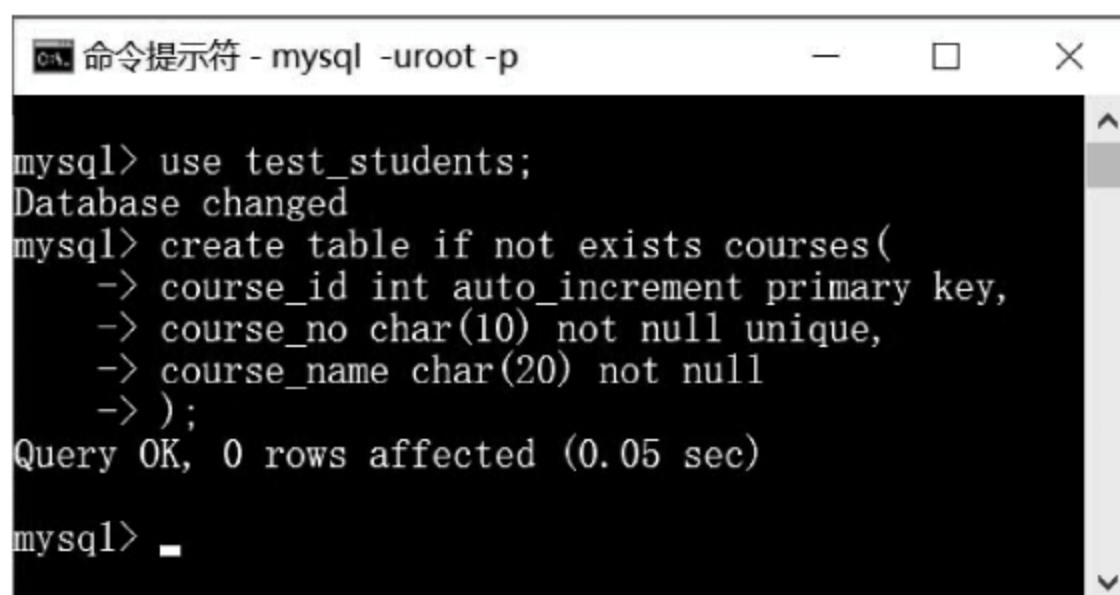 命令提示符 - mysql -uroot -p
mysql> use test_students;
Database changed
mysql> create table if not exists courses(
    -> course_id int auto_increment primary key,
    -> course_no char(10) not null unique,
    -> course_name char(20) not null
    -> );
Query OK, 0 rows affected (0.05 sec)
mysql>